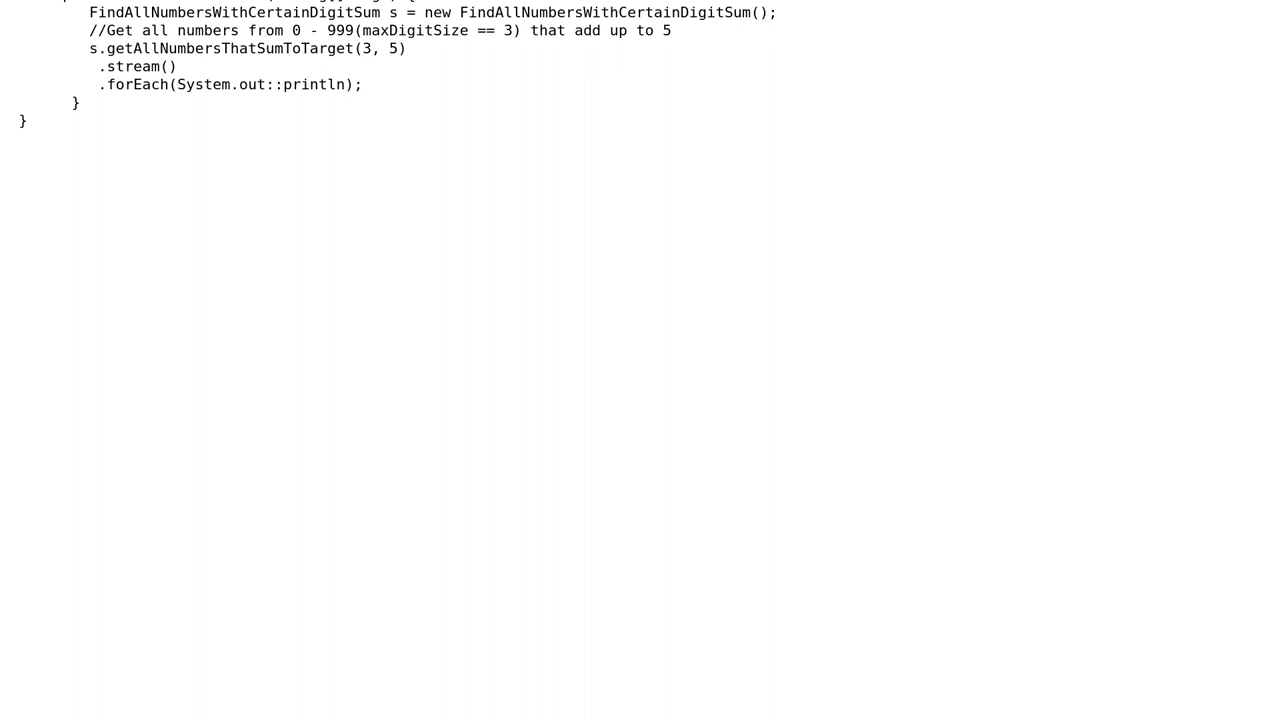 FindAllNumbersWithCertainDigitSum s = new FindAllNumbersWithCertainDigitSum();
//Get all numbers from 0 - 999(maxDigitSize == 3) that add up to 5
s.getAllNumbersThatSumToTarget(3, 5)
.stream()
.forEach(System.out::println);
}
}